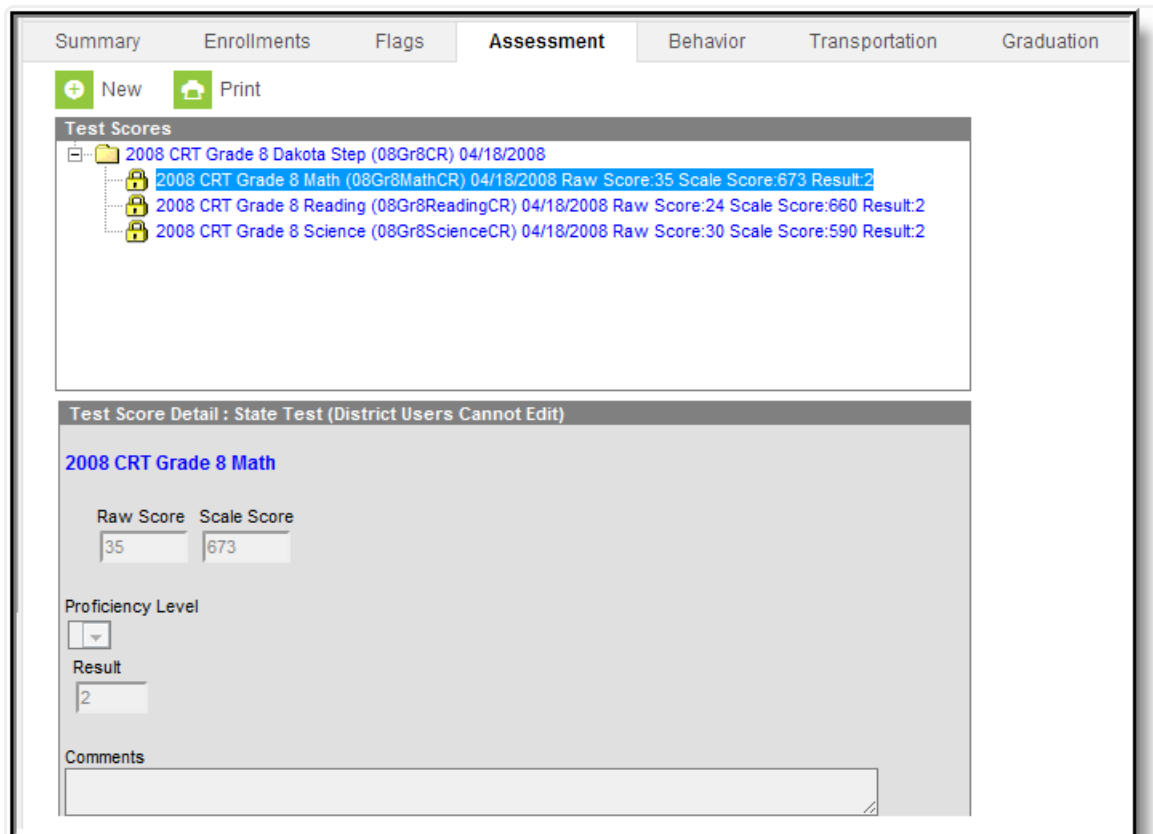 Summary Enrollments Flags Assessment Behavior Transportation Graduation
New Print
Test Scores
2008 CRT Grade 8 Dakota Step (08Gr8CR) 04/18/2008
2008 CRT Grade 8 Math (08Gr8MathCR) 04/18/2008 Raw Score:35 Scale Score:673 Result:2
2008 CRT Grade 8 Reading (08Gr8ReadingCR) 04/18/2008 Raw Score:24 Scale Score:660 Result:2
2008 CRT Grade 8 Science (08Gr8ScienceCR) 04/18/2008 Raw Score:30 Scale Score:590 Result:2
Test Score Detail : State Test (District Users Cannot Edit)
2008 CRT Grade 8 Math
Raw Score Scale Score
35 673
Proficiency Level
Result
2
Comments